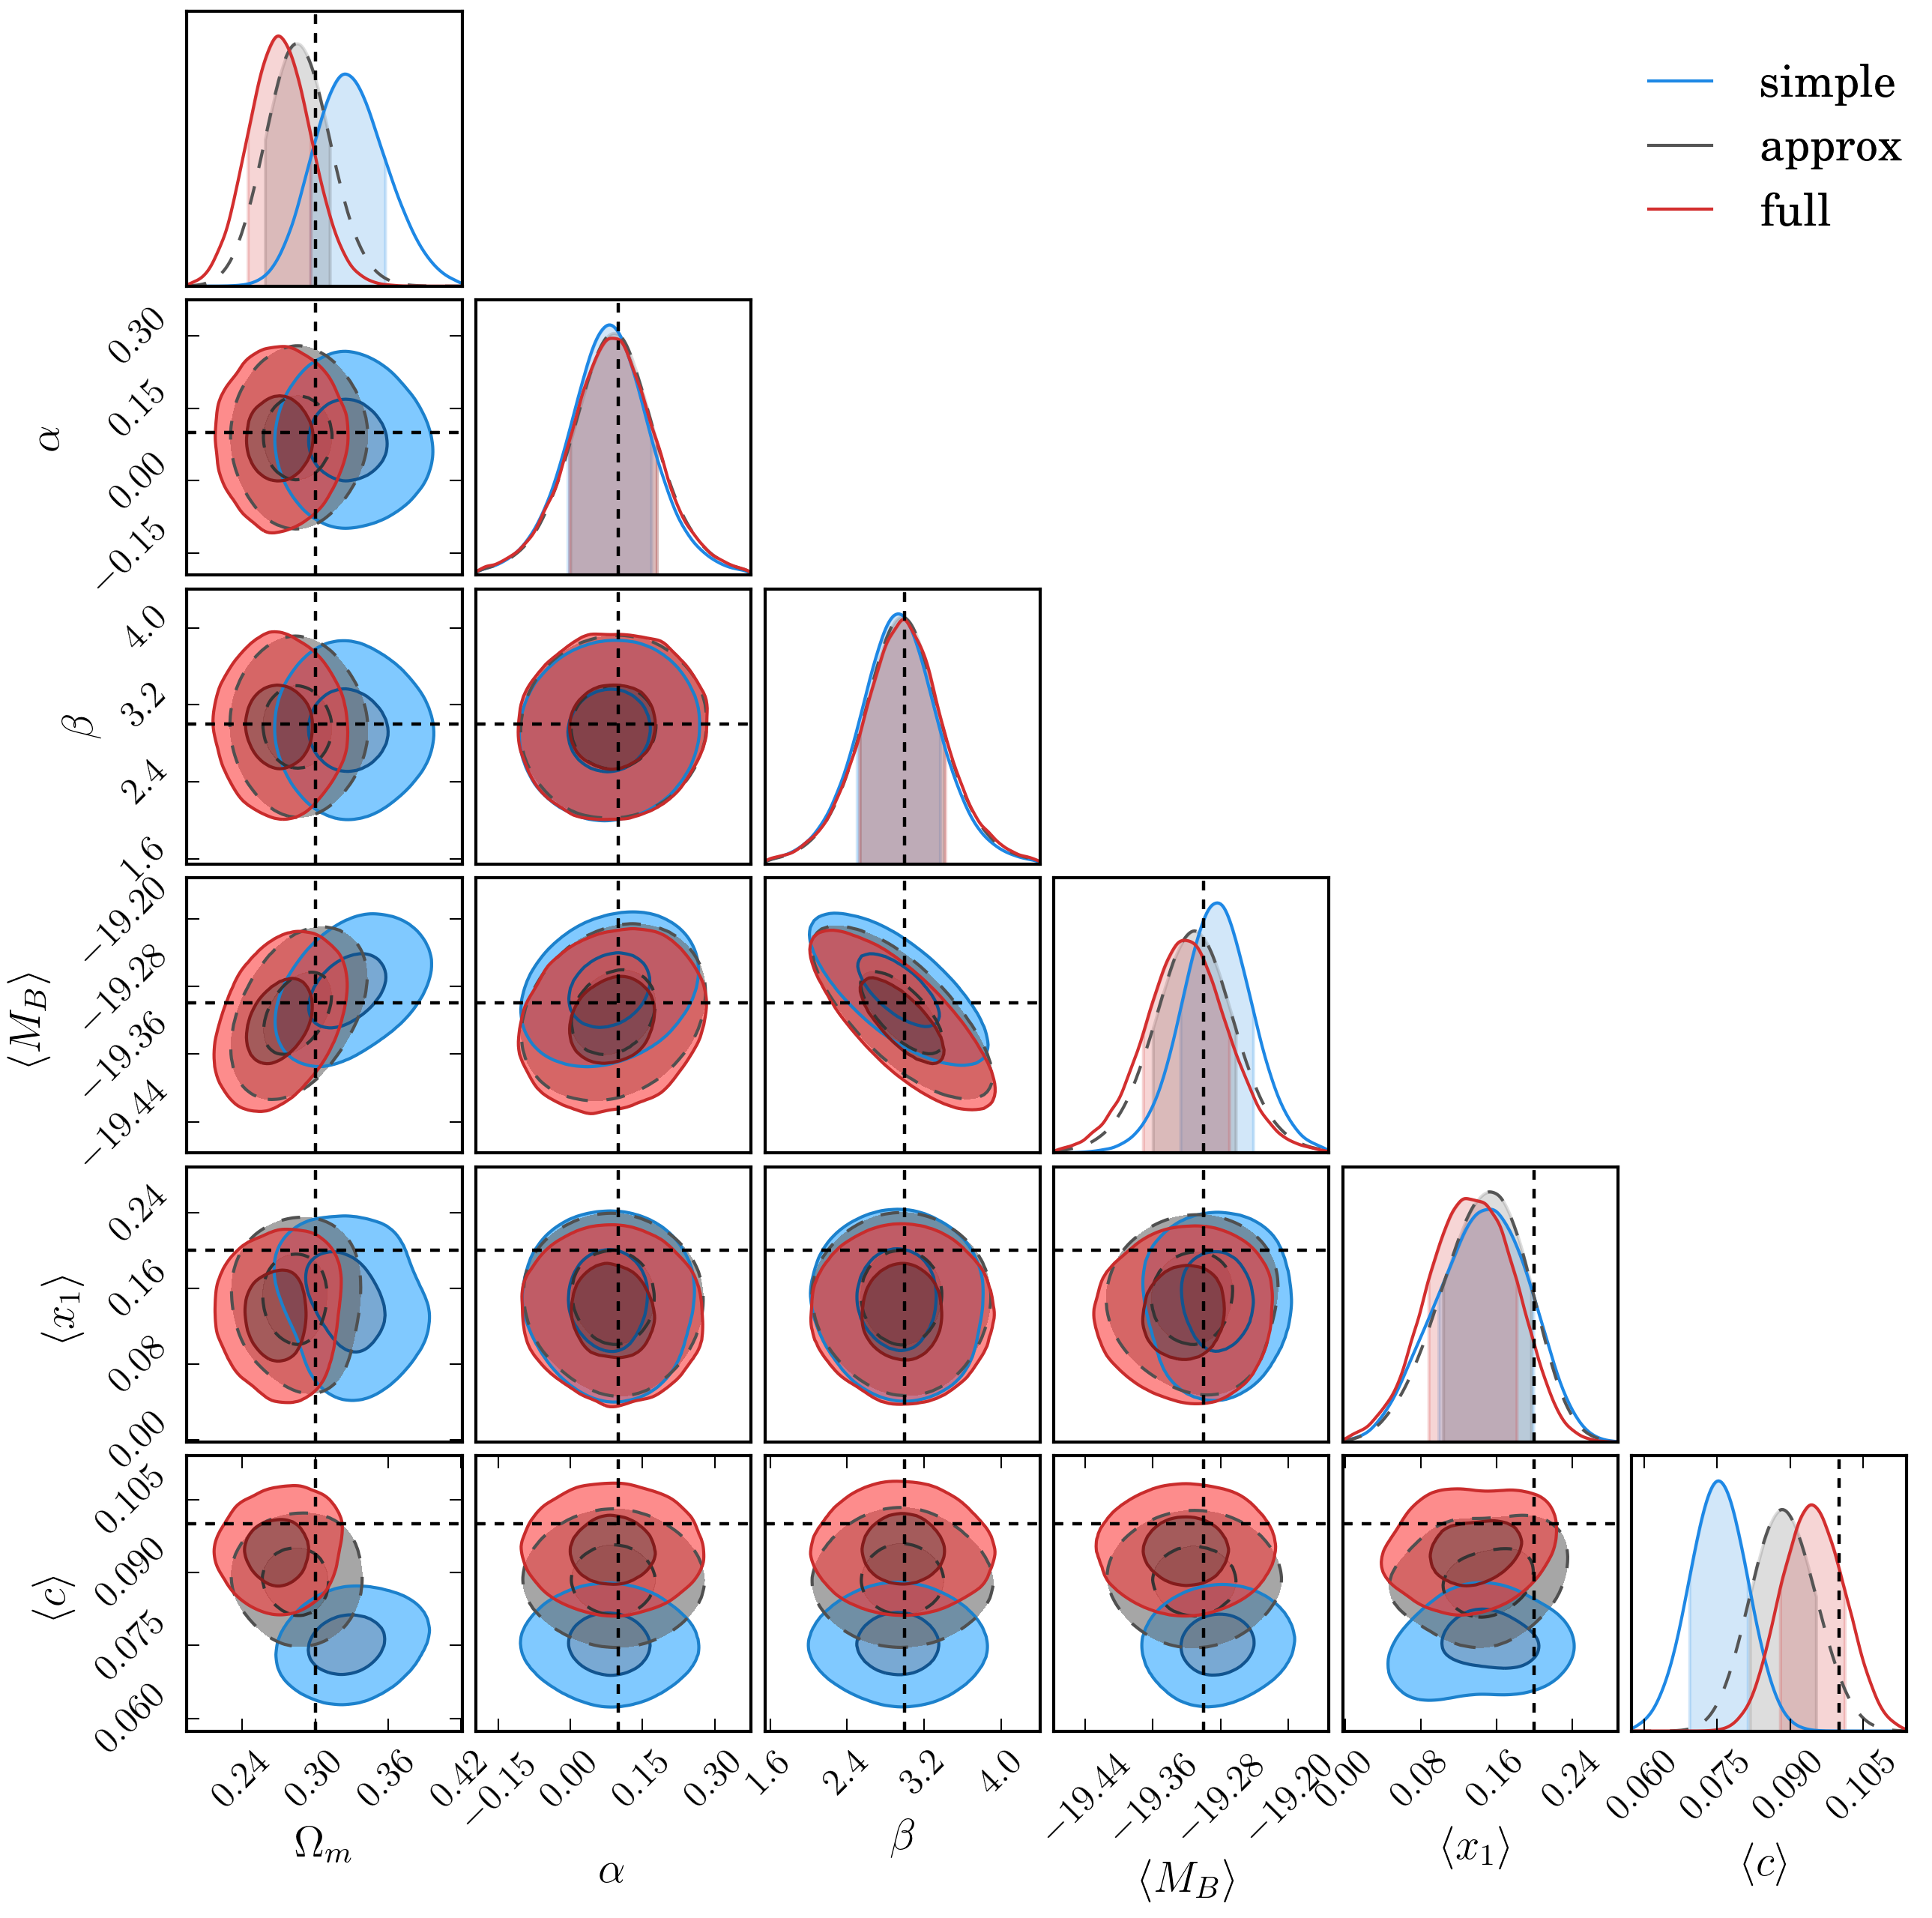 simple
approx
full
0.30
0.15
0.00
−0.15
α
4.0
3.2
2.4
1.6
β
−19.20
−19.28
−19.36
−19.44
⟨M_B⟩
0.24
0.16
0.08
0.00
⟨x_1⟩
0.105
0.090
0.075
0.060
⟨c⟩
0.24 0.30 0.36 0.42
−0.15 0.00 0.15 0.30
1.6 2.4 3.2 4.0
−19.44 −19.36 −19.28 −19.20
0.00 0.08 0.16 0.24
0.060 0.075 0.090 0.105
Ω_m
α
β
⟨M_B⟩
⟨x_1⟩
⟨c⟩